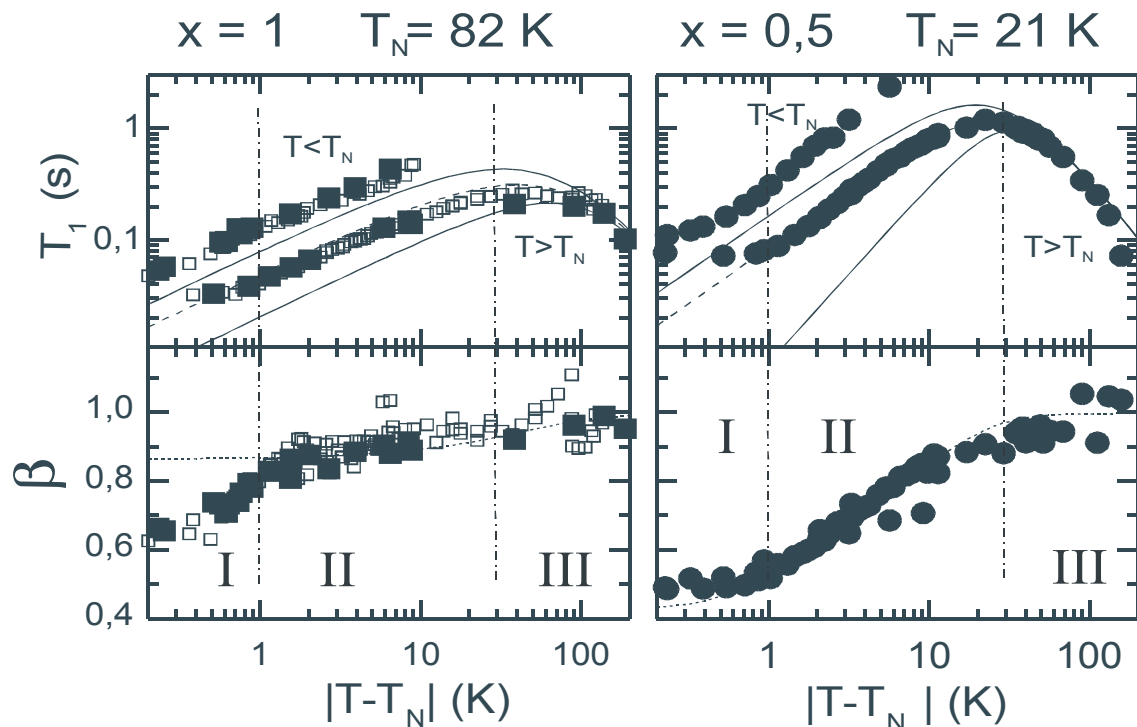 x = 1 T_N= 82 K
x = 0,5 T_N= 21 K
T_1 (s)
1
0,1
T<T_N
T>T_N
T<T_N
T>T_N
β
1,0
0,8
0,6
0,4
I II III
I II III
1 10 100
1 10 100
|T-T_N| (K)
|T-T_N | (K)